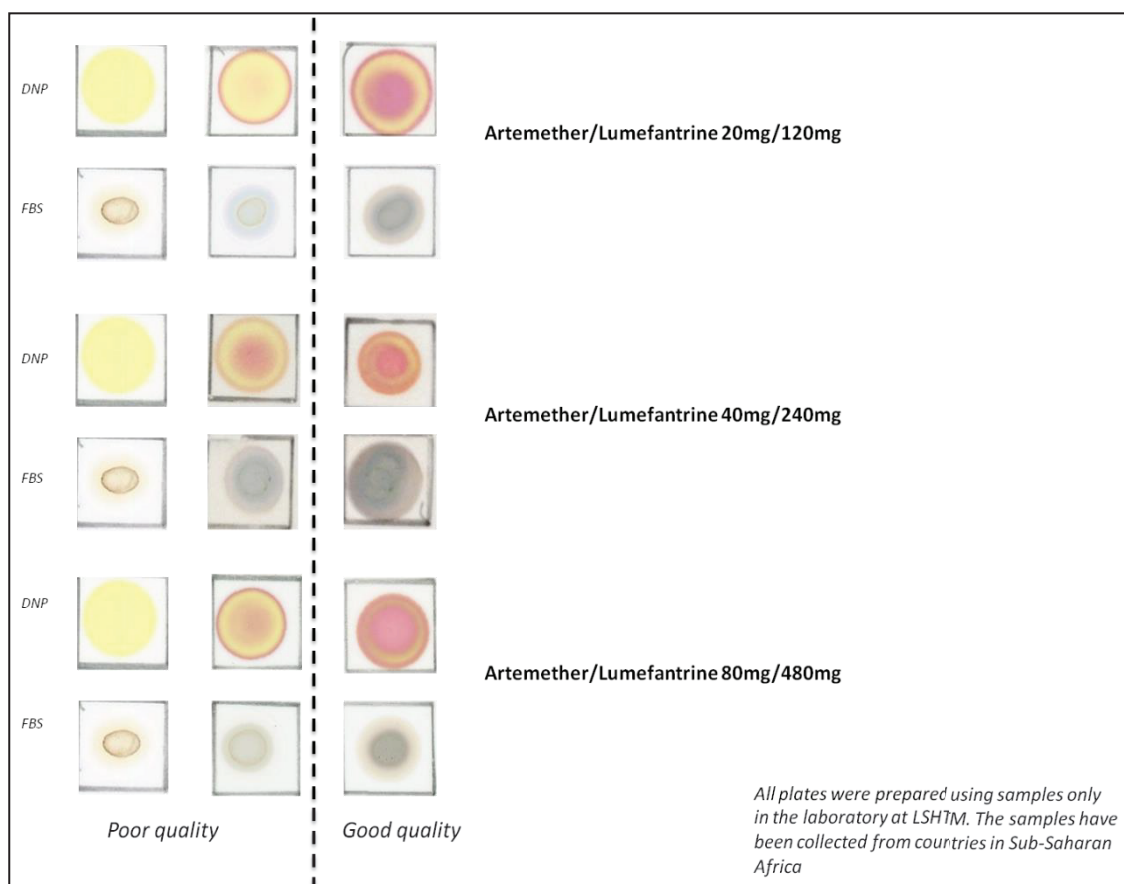 DNP
Artemether/Lumefantrine 20mg/120mg
FBS
DNP
Artemether/Lumefantrine 40mg/240mg
FBS
DNP
Artemether/Lumefantrine 80mg/480mg
FBS
Poor quality
Good quality
All plates were prepared using samples only
in the laboratory at LSHTM. The samples have
been collected from countries in Sub-Saharan
Africa